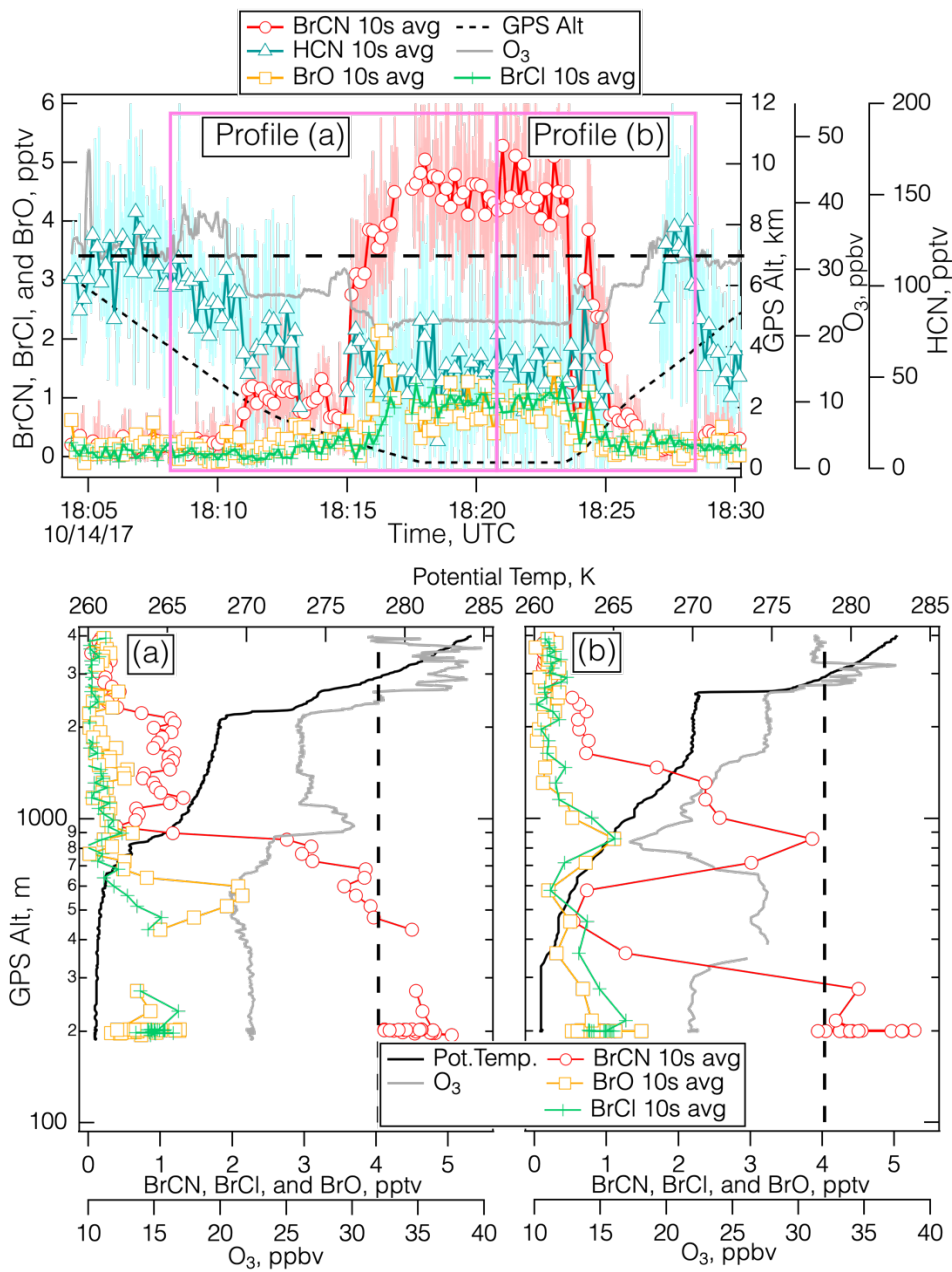 BrCN 10s avg GPS Alt
HCN 10s avg O3
BrO 10s avg BrCl 10s avg
6 5 4 3 2 1 0
BrCN, BrCl, and BrO, pptv
Profile (a) Profile (b)
12 10 8 6 4 2 0
GPS Alt, km
50 40 30 20 10 0
O3, ppbv
200 150 100 50 0
HCN, pptv
18:05 18:10 18:15 18:20 18:25 18:30
10/14/17
Time, UTC
Potential Temp, K
260 265 270 275 280 285 260 265 270 275 280 285
(a) (b)
4
3
2
1000
9
8
7
6
5
4
3
2
100
GPS Alt, m
Pot.Temp. BrCN 10s avg
O3 BrO 10s avg
BrCl 10s avg
0 1 2 3 4 5 0 1 2 3 4 5
BrCN, BrCl, and BrO, pptv BrCN, BrCl, and BrO, pptv
10 15 20 25 30 35 40 10 15 20 25 30 35 40
O3, ppbv O3, ppbv